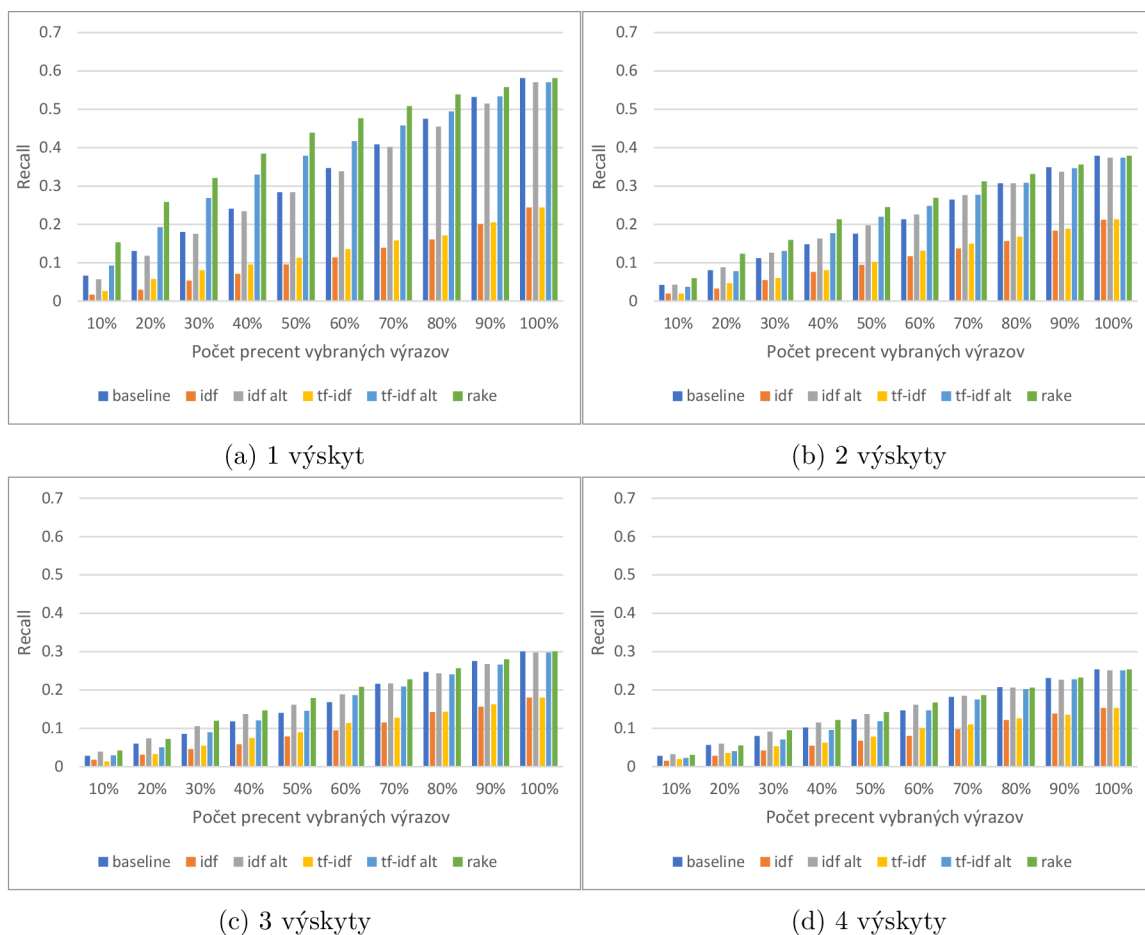 0.7
0.6
0.5
0.4
0.3
0.2
0.1
0
Recall
10% 20% 30% 40% 50% 60% 70% 80% 90% 100%
Počet precent vybraných výrazov
baseline idf idf alt tf-idf tf-idf alt rake
(a) 1 výskyt
0.7
0.6
0.5
0.4
0.3
0.2
0.1
0
Recall
10% 20% 30% 40% 50% 60% 70% 80% 90% 100%
Počet precent vybraných výrazov
baseline idf idf alt tf-idf tf-idf alt rake
(b) 2 výskyty
0.7
0.6
0.5
0.4
0.3
0.2
0.1
0
Recall
10% 20% 30% 40% 50% 60% 70% 80% 90% 100%
Počet precent vybraných výrazov
baseline idf idf alt tf-idf tf-idf alt rake
(c) 3 výskyty
0.7
0.6
0.5
0.4
0.3
0.2
0.1
0
Recall
10% 20% 30% 40% 50% 60% 70% 80% 90% 100%
Počet precent vybraných výrazov
baseline idf idf alt tf-idf tf-idf alt rake
(d) 4 výskyty